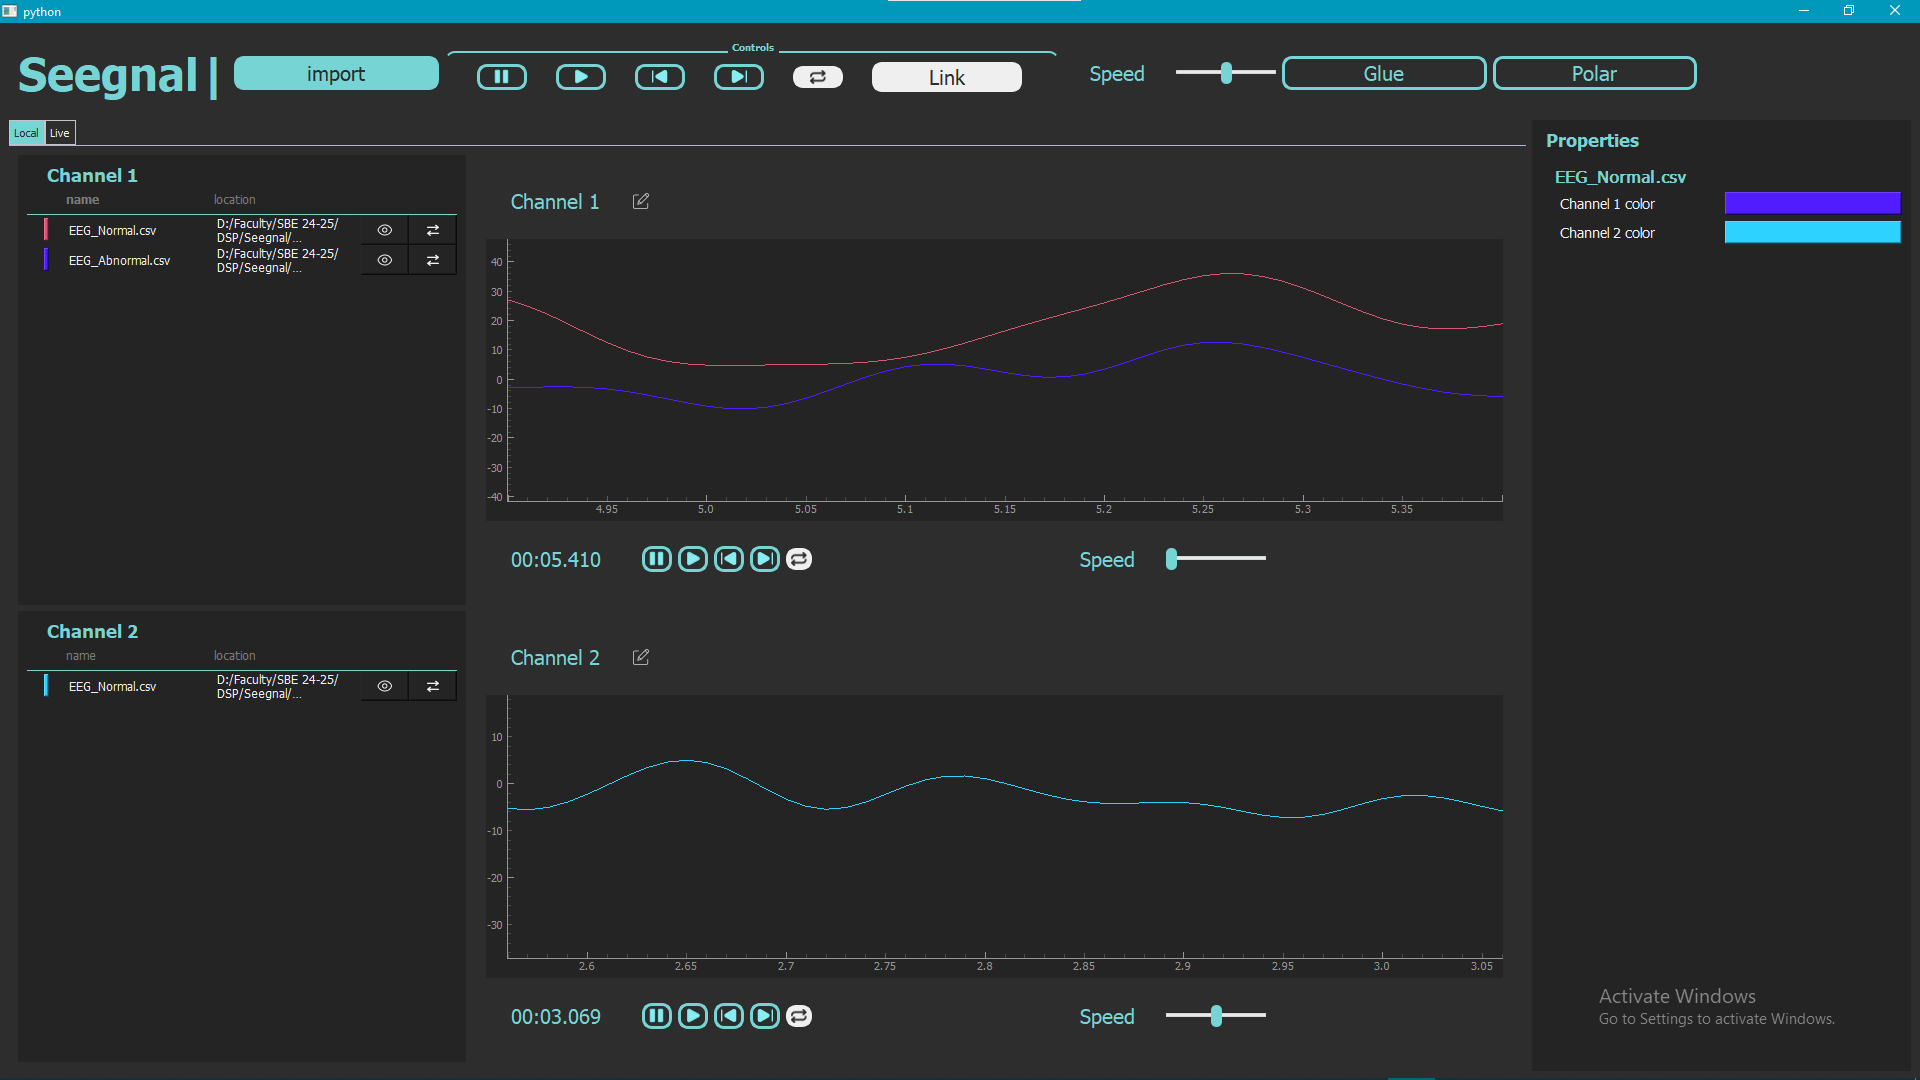 python
Seegnal|
import
Controls
Link
Speed
Glue
Polar
Local
Live
Channel 1
name
location
EEG_Normal.csv
D:/Faculty/SBE 24-25/
DSP/Seegnal/...
EEG_Abnormal.csv
D:/Faculty/SBE 24-25/
DSP/Seegnal/...
Channel 1
40
30
20
10
0
-10
-20
-30
-40
4.95
5.0
5.05
5.1
5.15
5.2
5.25
5.3
5.35
00:05.410
Speed
Channel 2
name
location
EEG_Normal.csv
D:/Faculty/SBE 24-25/
DSP/Seegnal/...
Channel 2
10
0
-10
-20
-30
2.6
2.65
2.7
2.75
2.8
2.85
2.9
2.95
3.0
3.05
00:03.069
Speed
Properties
EEG_Normal.csv
Channel 1 color
Channel 2 color
Activate Windows
Go to Settings to activate Windows.